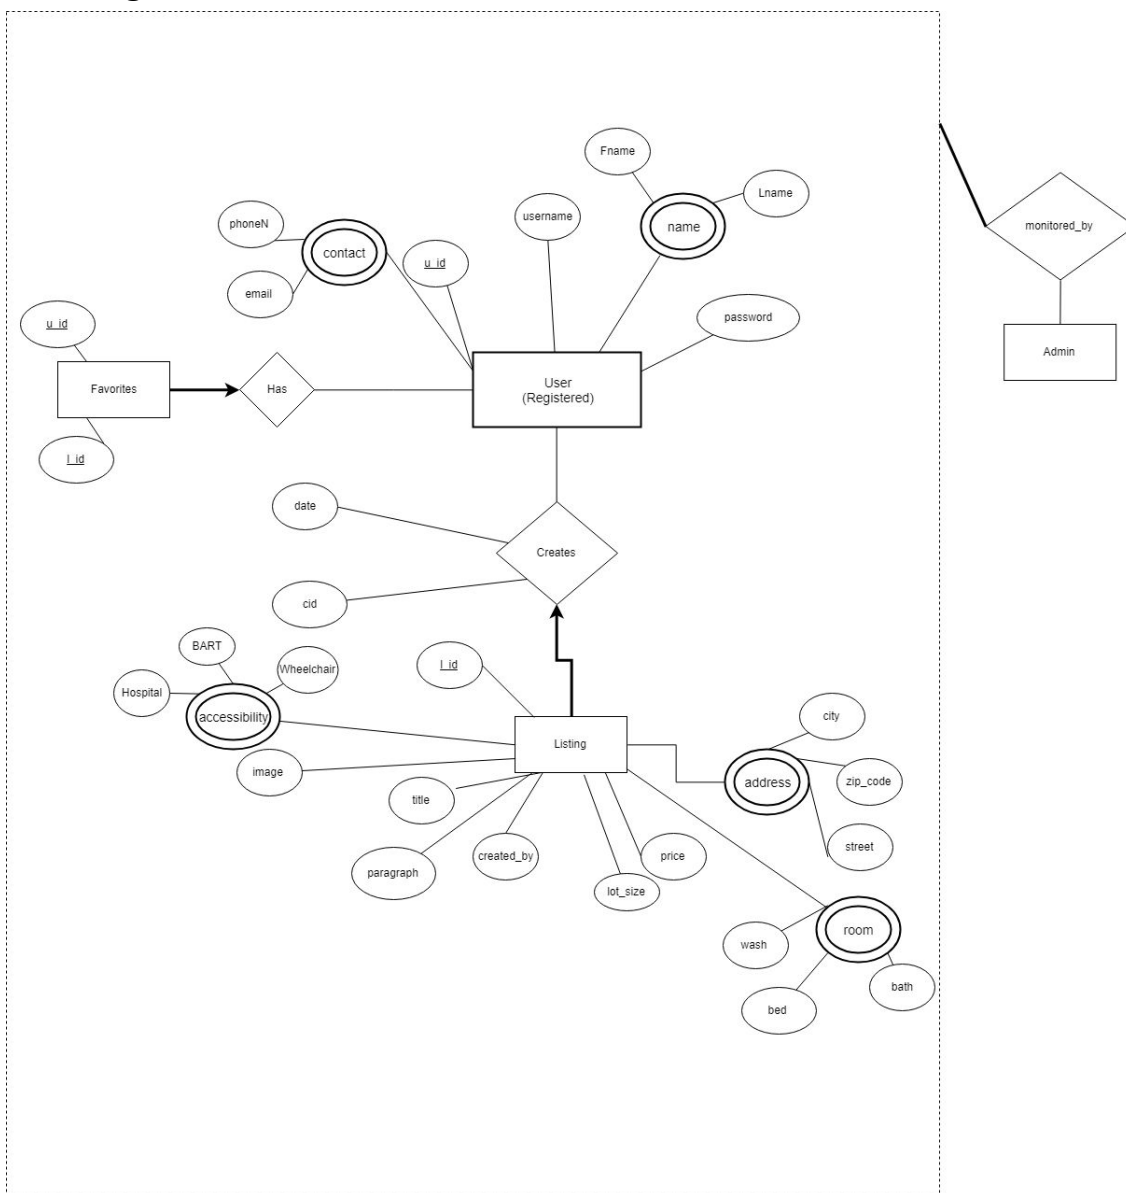 Fname
Lname
name
username
phoneN
contact
u_id
email
password
u_id
Favorites
l_id
Has
User
(Registered)
monitored_by
Admin
date
Creates
cid
BART
Wheelchair
Hospital
accessibility
l_id
Listing
image
title
paragraph
created_by
lot_size
price
city
address
zip_code
street
room
wash
bed
bath